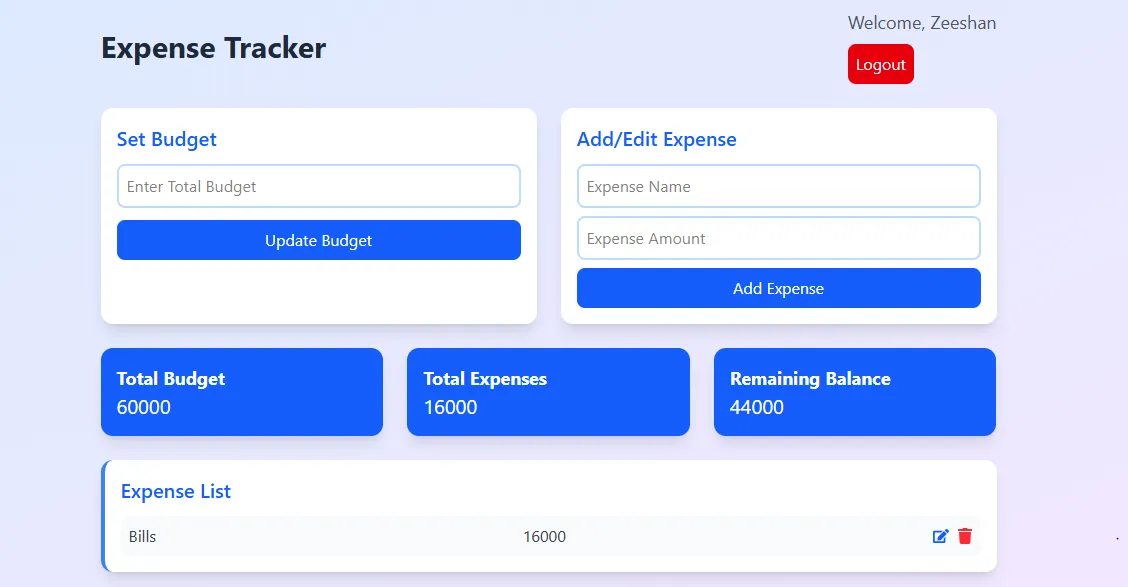 Welcome, Zeeshan
Expense Tracker
Logout
Set Budget
Enter Total Budget
Update Budget
Add/Edit Expense
Expense Name
Expense Amount
Add Expense
Total Budget
60000
Total Expenses
16000
Remaining Balance
44000
Expense List
Bills 16000